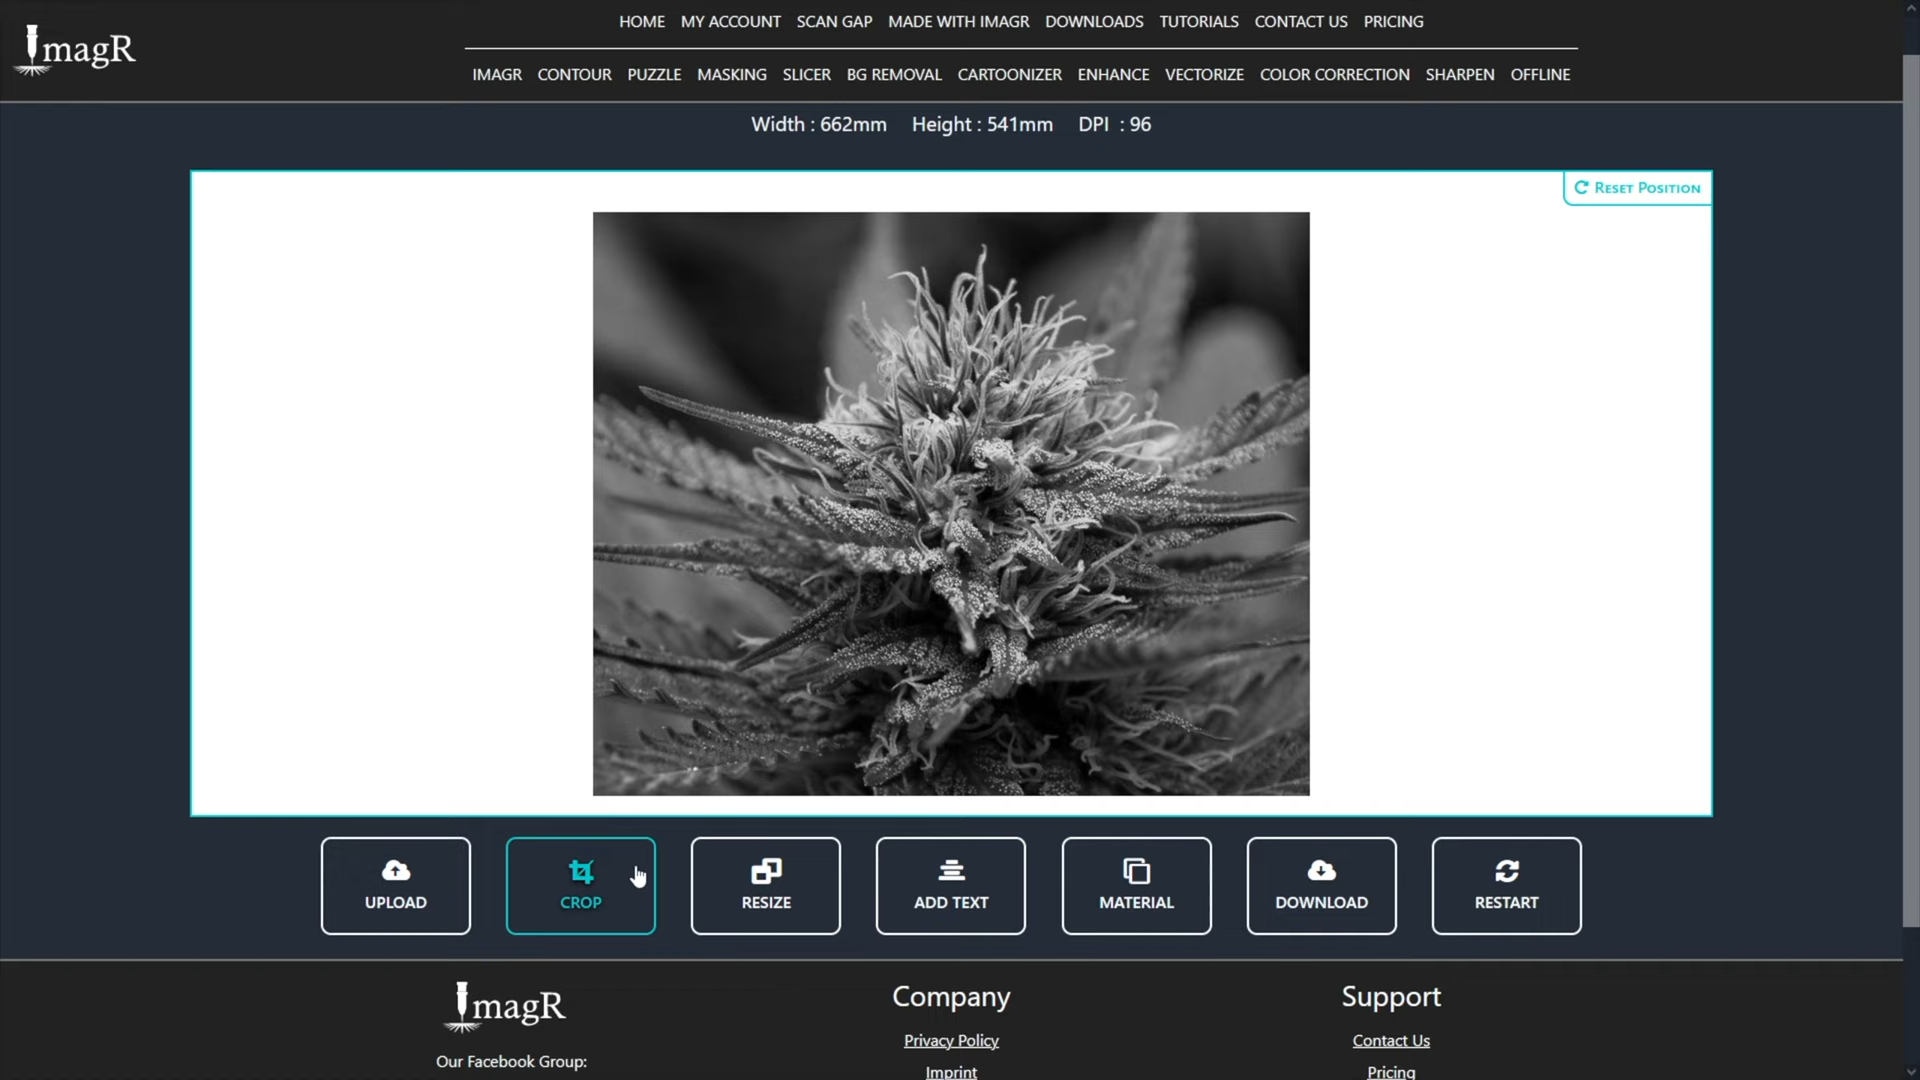 ImagR
HOME MY ACCOUNT SCAN GAP MADE WITH IMAGR DOWNLOADS TUTORIALS CONTACT US PRICING
IMAGR CONTOUR PUZZLE MASKING SLICER BG REMOVAL CARTOONIZER ENHANCE VECTORIZE COLOR CORRECTION SHARPEN OFFLINE
Width : 662mm Height : 541mm DPI : 96
RESET POSITION
UPLOAD CROP RESIZE ADD TEXT MATERIAL DOWNLOAD RESTART
ImagR
Our Facebook Group:
Company
Privacy Policy
Imprint
Support
Contact Us
Pricing